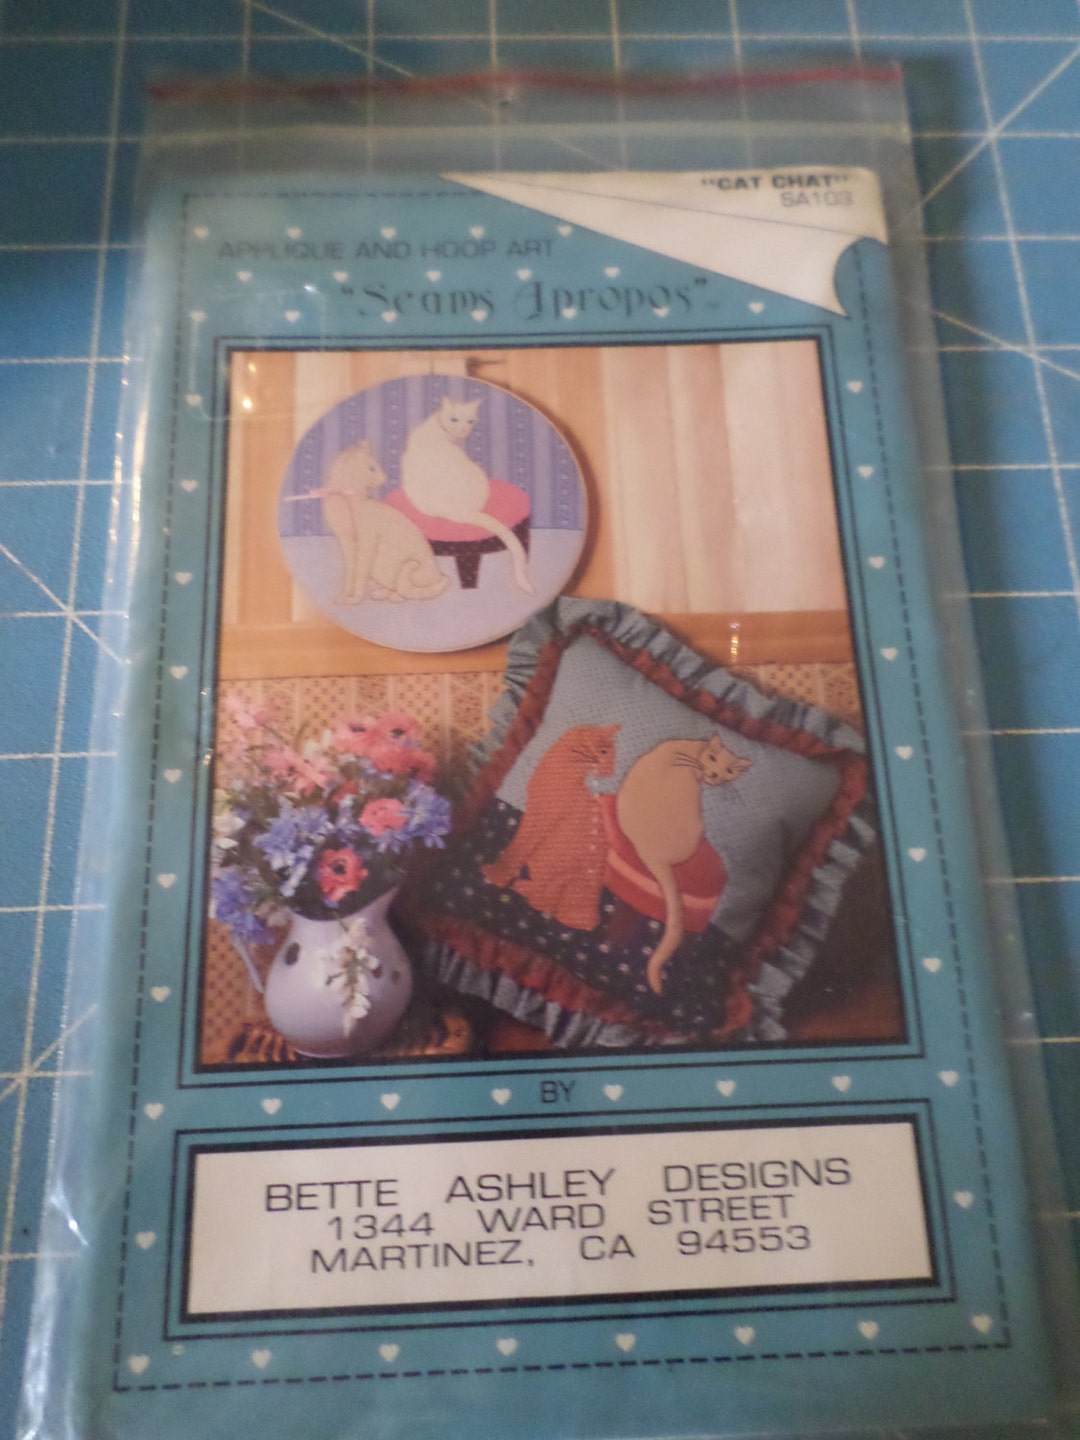 "CAT CHAT"
SA103
APPLIQUE AND HOOP ART
"Seams Apropos"
BY
BETTE ASHLEY DESIGNS
1344 WARD STREET
MARTINEZ, CA 94553